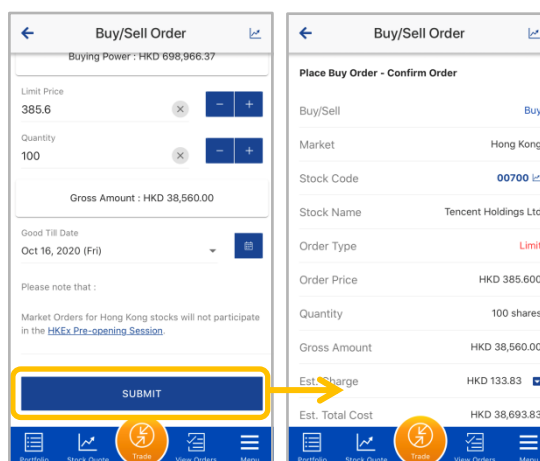 Buy/Sell Order
Buying Power : HKD 698,966.37
Limit Price
385.6
Quantity
100
Gross Amount : HKD 38,560.00
Good Till Date
Oct 16, 2020 (Fri)
Please note that :
Market Orders for Hong Kong stocks will not participate
in the HKEx Pre-opening Session.
SUBMIT
Portfolio Stock Quote Trade View Orders Menu
Buy/Sell Order
Place Buy Order - Confirm Order
Buy/Sell Buy
Market Hong Kong
Stock Code 00700
Stock Name Tencent Holdings Ltd
Order Type Limit
Order Price HKD 385.600
Quantity 100 shares
Gross Amount HKD 38,560.00
Est. Charge HKD 133.83
Est. Total Cost HKD 38,693.83
Portfolio Stock Quote Trade View Orders Menu